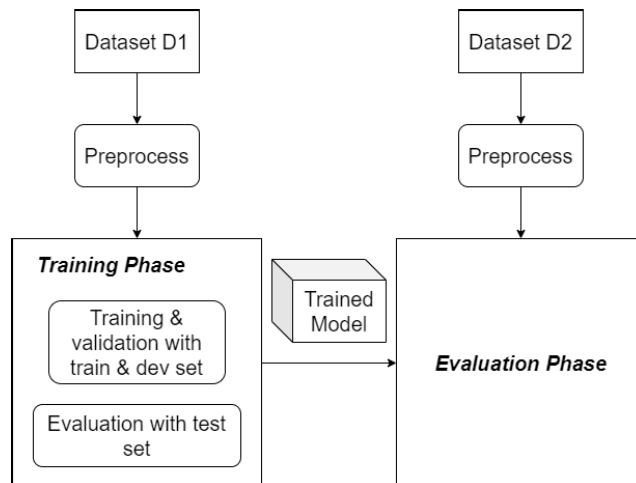 Dataset D1
Dataset D2
Preprocess
Preprocess
Training Phase
Training &
validation with
train & dev set
Evaluation with test
set
Trained
Model
Evaluation Phase